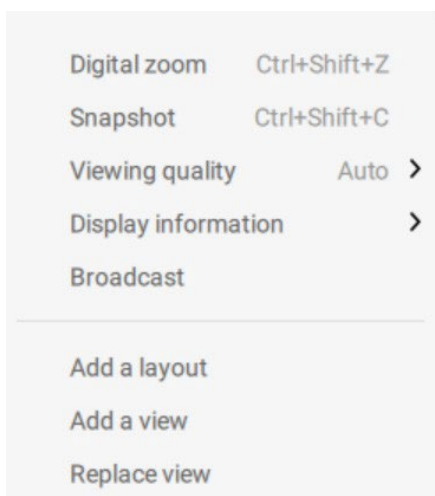 Digital zoom Ctrl+Shift+Z
Snapshot Ctrl+Shift+C
Viewing quality Auto
Display information
Broadcast
Add a layout
Add a view
Replace view